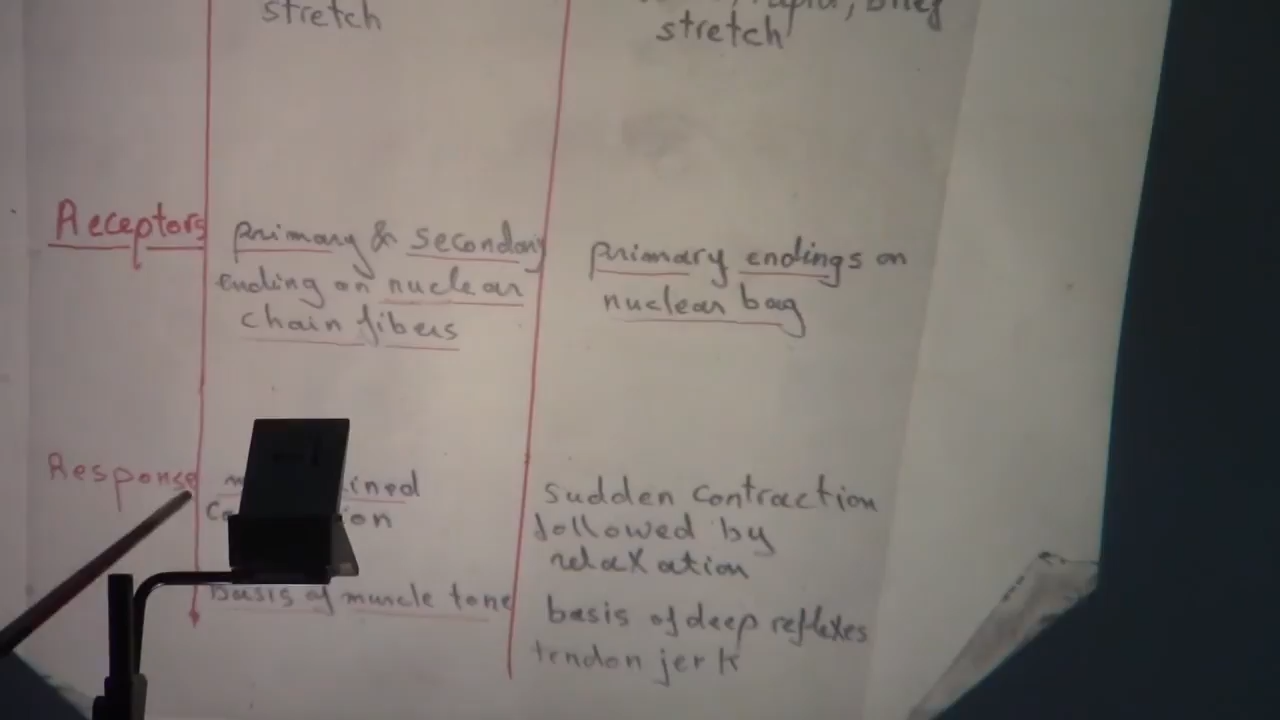 stretch
stretch
Receptors
primary & secondary
ending on nuclear
chain fibers
primary endings on
nuclear bag
Response
sudden contraction
followed by
relaxation
basis of muscle tone
basis of deep reflexes
tendon jerk